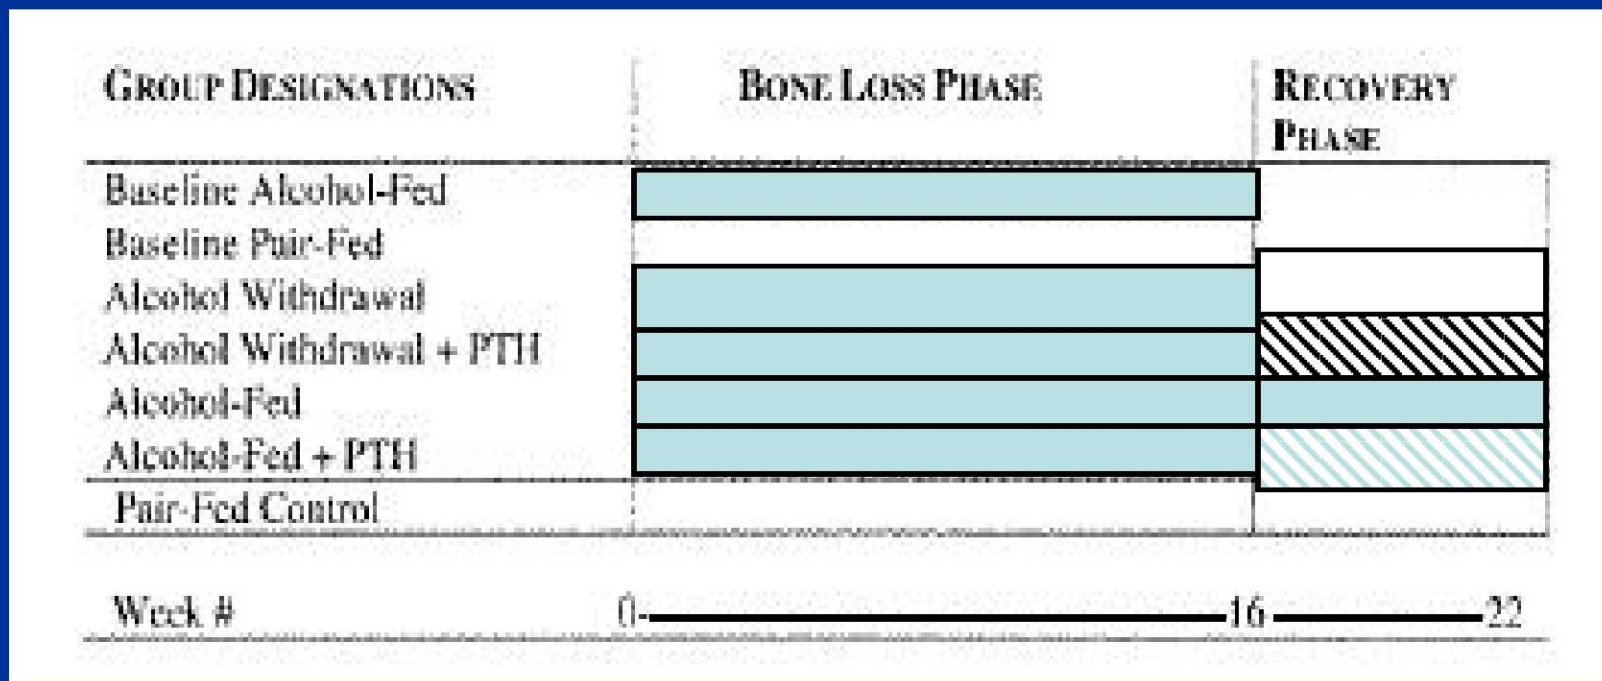 GROUP DESIGNATIONS BONE LOSS PHASE RECOVERY
PHASE
Baseline Alcohol-Fed
Baseline Pair-Fed
Alcohol Withdrawal
Alcohol Withdrawal + PTH
Alcohol-Fed
Alcohol-Fed + PTH
Pair-Fed Control
Week # 0 16 22